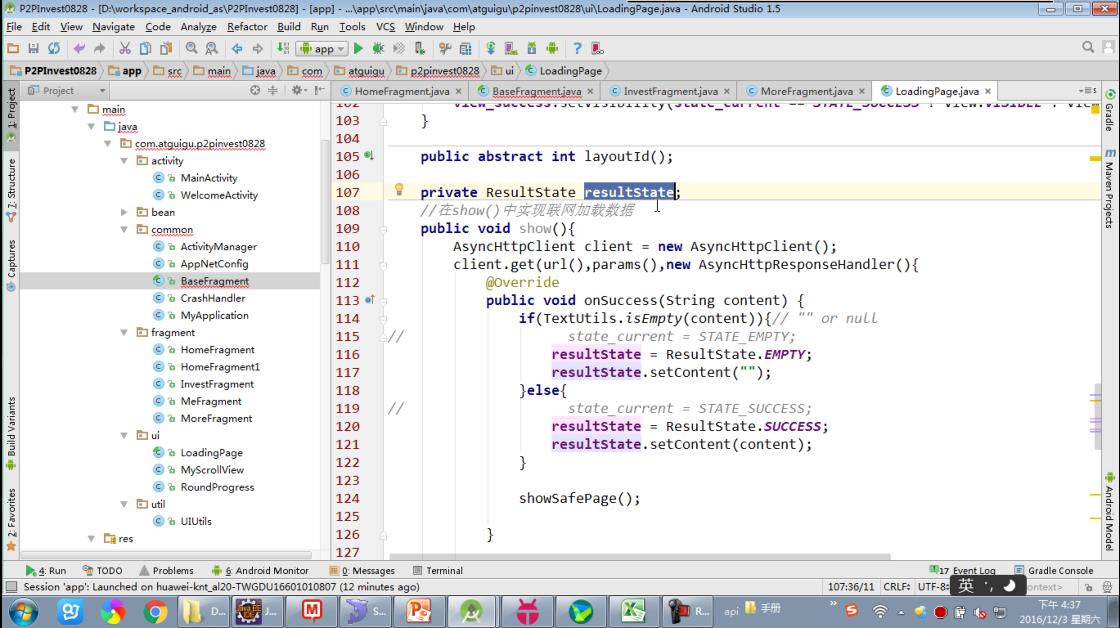 P2PInvest0828 - [D:\workspace_android_as\P2PInvest0828] - [app] - ...\app\src\main\java\com\atguigu\p2pinvest0828\ui\LoadingPage.java - Android Studio 1.5
File Edit View Navigate Code Analyze Refactor Build Run Tools VCS Window Help
app
P2PInvest0828 app src main java com atguigu p2pinvest0828 ui LoadingPage
Project
HomeFragment.java BaseFragment.java InvestFragment.java MoreFragment.java LoadingPage.java
1: Project
7: Structure
Captures
Build Variants
2: Favorites
main
java
com.atguigu.p2pinvest0828
activity
MainActivity
WelcomeActivity
bean
common
ActivityManager
AppNetConfig
BaseFragment
CrashHandler
MyApplication
fragment
HomeFragment
HomeFragment1
InvestFragment
MeFragment
MoreFragment
ui
LoadingPage
MyScrollView
RoundProgress
util
UIUtils
res
102 view_success.setVisibility(state_current == STATE_SUCCESS ? View.VISIBLE : View
103 }
104
105 public abstract int layoutId();
106
107 private ResultState resultState;
108 //在show()中实现联网加载数据
109 public void show(){
110 AsyncHttpClient client = new AsyncHttpClient();
111 client.get(url(),params(),new AsyncHttpResponseHandler(){
112 @Override
113 public void onSuccess(String content) {
114 if(TextUtils.isEmpty(content)){// "" or null
115 // state_current = STATE_EMPTY;
116 resultState = ResultState.EMPTY;
117 resultState.setContent("");
118 }else{
119 // state_current = STATE_SUCCESS;
120 resultState = ResultState.SUCCESS;
121 resultState.setContent(content);
122 }
123
124 showSafePage();
125
126 }
127
Gradle
Maven Projects
Android Model
4: Run TODO Problems 6: Android Monitor 0: Messages Terminal 17 Event Log Gradle Console
Session 'app': Launched on huawei-knt_al20-TWGDU16601010807 (12 minutes ago) 107:36/11 CRLF÷ UTF-8÷ 英 ntext>
D... J... S... R... api 手册
下午 4:37
2016/12/3 星期六